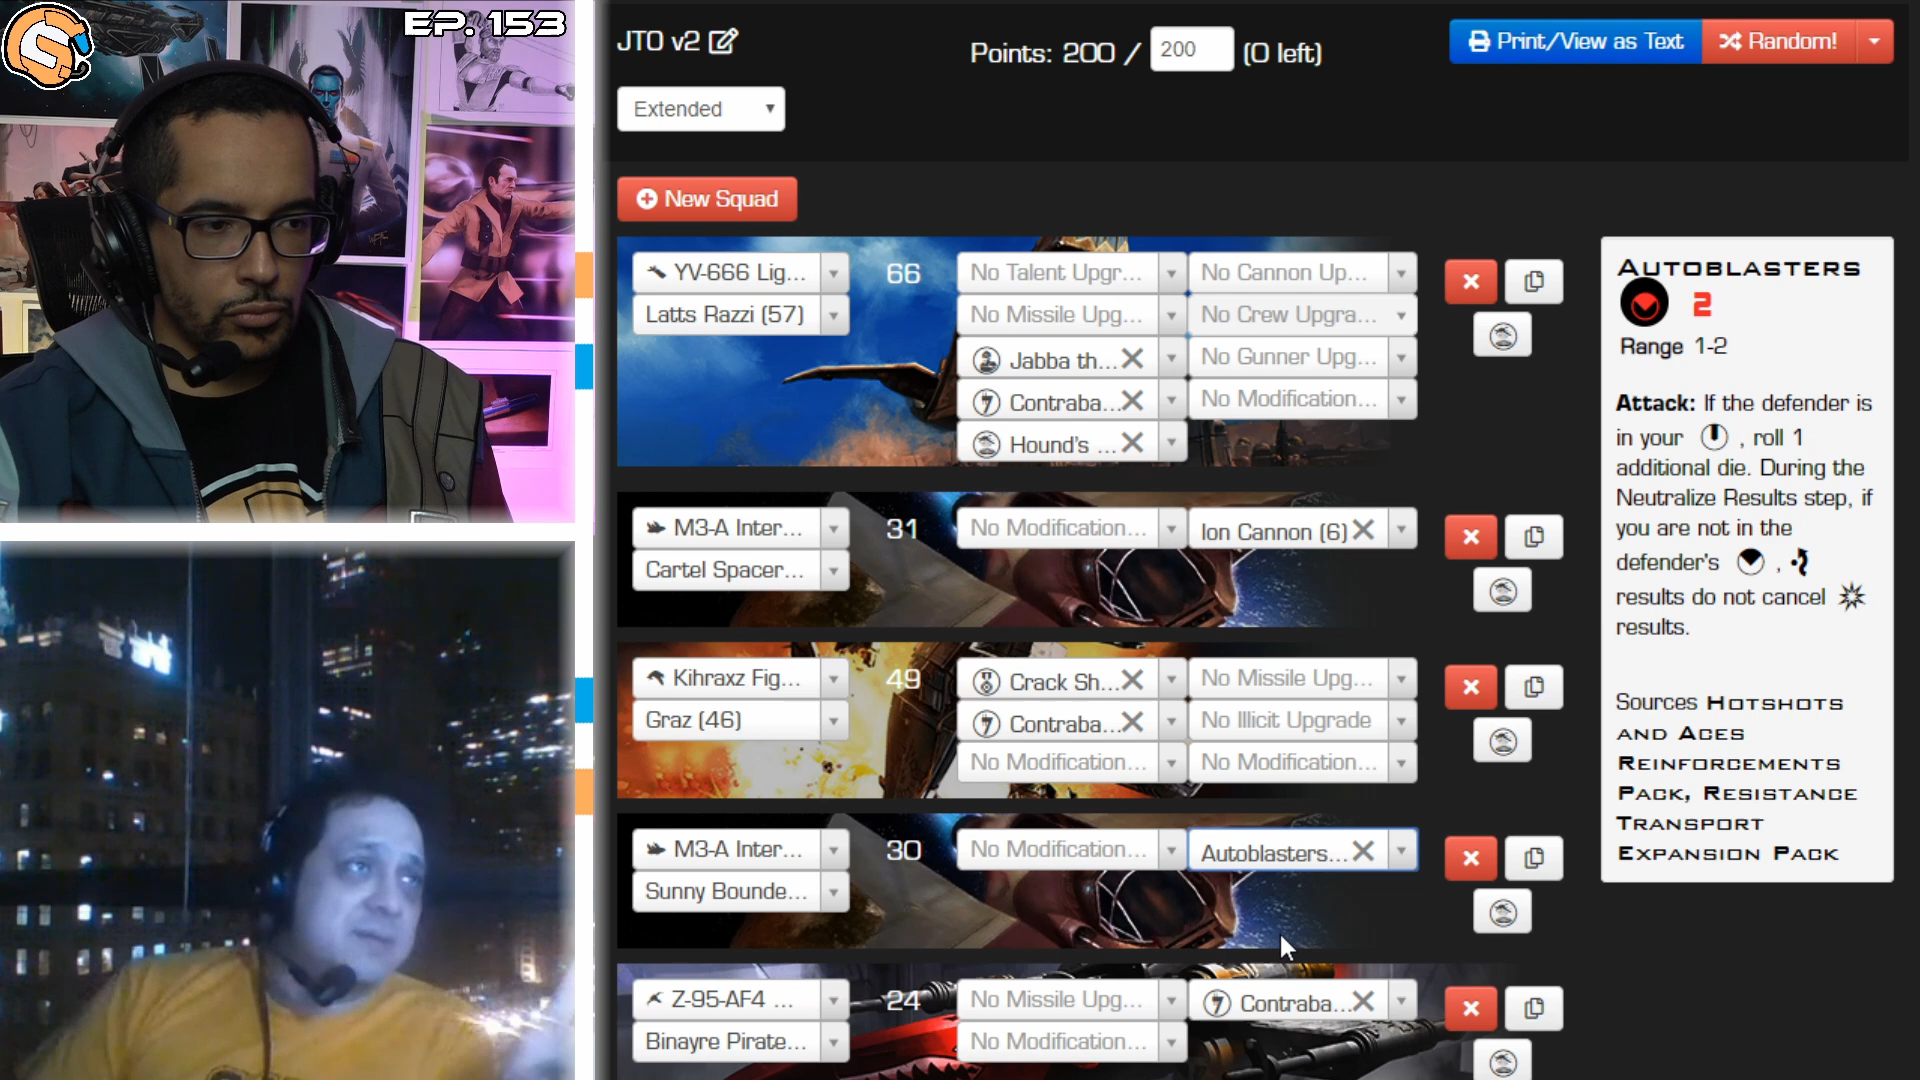 EP. 153
JTO v2
Points: 200 / 200 (0 left)
Print/View as Text
Random!
Extended
New Squad
YV-666 Lig...
66
No Talent Upgr...
No Cannon Up...
Latts Razzi (57)
No Missile Upg...
No Crew Upgra...
Jabba th...
No Gunner Upg...
Contraba...
No Modification...
Hound's ...
M3-A Inter...
31
No Modification...
Ion Cannon (6)
Cartel Spacer...
Kihraxz Fig...
49
Crack Sh...
No Missile Upg...
Graz (46)
Contraba...
No Illicit Upgrade
No Modification...
No Modification...
M3-A Inter...
30
No Modification...
Autoblasters...
Sunny Bounde...
Z-95-AF4 ...
24
No Missile Upg...
Contraba...
Binayre Pirate...
No Modification...
Autoblasters
2
Range 1-2
Attack: If the defender is
in your , roll 1
additional die. During the
Neutralize Results step, if
you are not in the
defender's ,
results do not cancel
results.
Sources Hotshots
and Aces
Reinforcements
Pack, Resistance
Transport
Expansion Pack